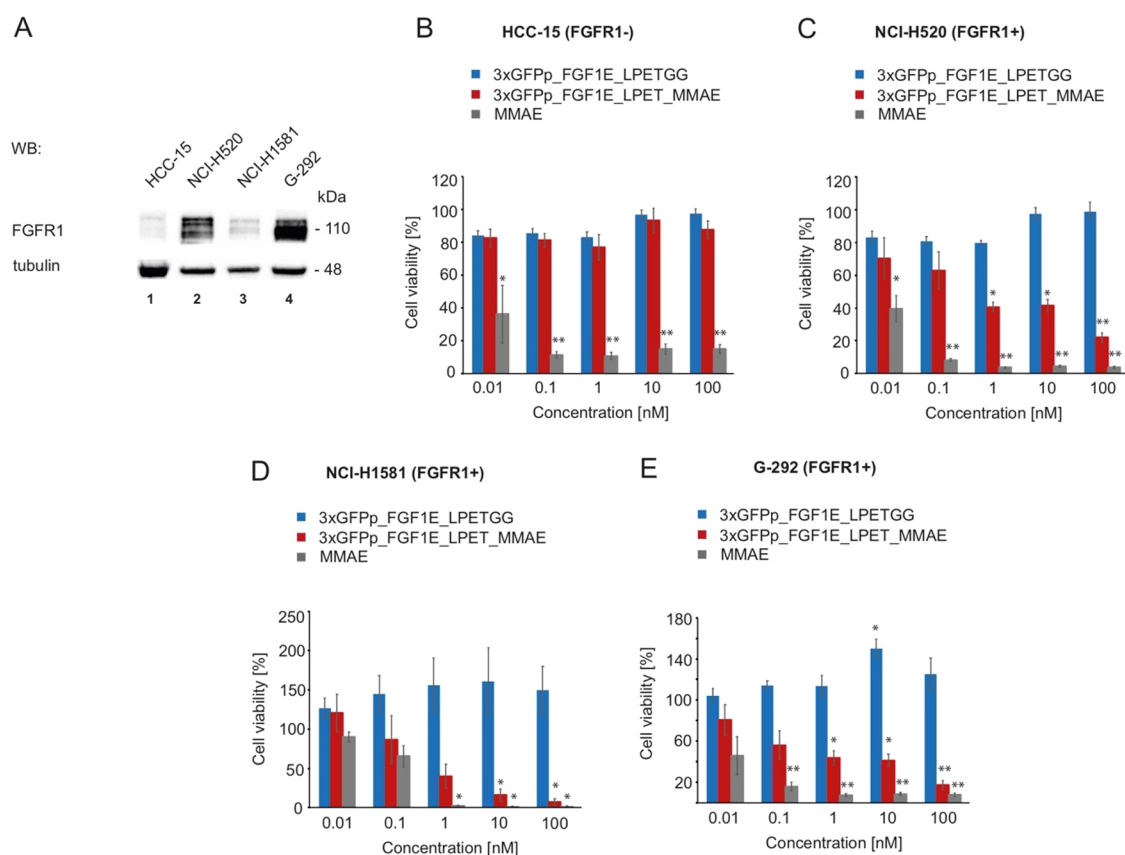 A
WB:
HCC-15
NCI-H520
NCI-H1581
G-292
kDa
FGFR1
- 110
tubulin
- 48
1 2 3 4
B
HCC-15 (FGFR1-)
3xGFPp_FGF1E_LPETGG
3xGFPp_FGF1E_LPET_MMAE
MMAE
Cell viability [%]
120
100
80
60
40
20
0
* ** ** ** **
0.01 0.1 1 10 100
Concentration [nM]
C
NCI-H520 (FGFR1+)
3xGFPp_FGF1E_LPETGG
3xGFPp_FGF1E_LPET_MMAE
MMAE
Cell viability [%]
120
100
80
60
40
20
0
* ** * ** * ** ** **
0.01 0.1 1 10 100
Concentration [nM]
D
NCI-H1581 (FGFR1+)
3xGFPp_FGF1E_LPETGG
3xGFPp_FGF1E_LPET_MMAE
MMAE
Cell viability [%]
250
200
150
100
50
0
* * * * *
0.01 0.1 1 10 100
Concentration [nM]
E
G-292 (FGFR1+)
3xGFPp_FGF1E_LPETGG
3xGFPp_FGF1E_LPET_MMAE
MMAE
Cell viability [%]
180
140
100
60
20
** * ** * * ** ** **
0.01 0.1 1 10 100
Concentration [nM]